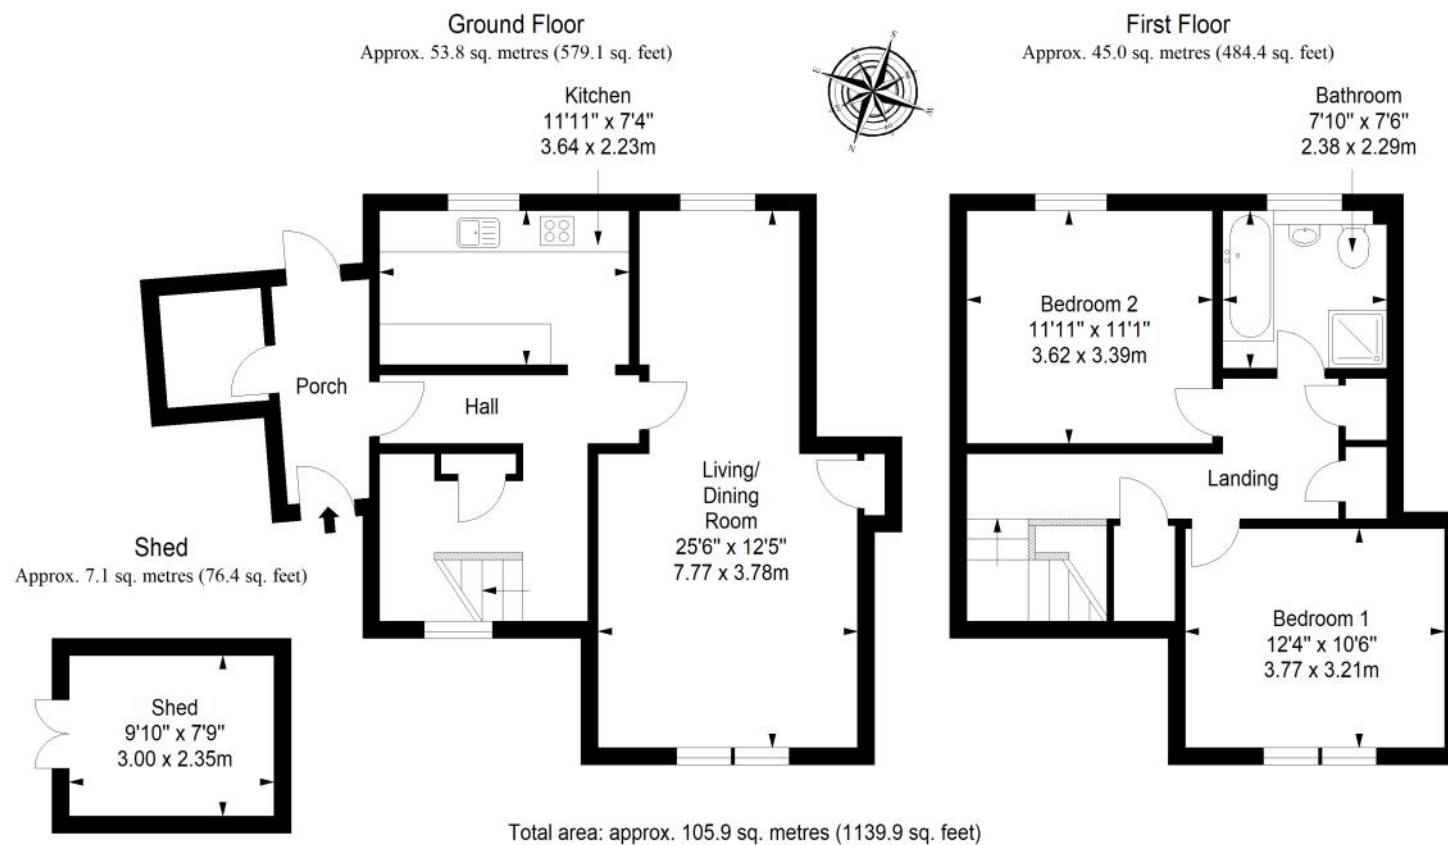 Ground Floor
Approx. 53.8 sq. metres (579.1 sq. feet)
First Floor
Approx. 45.0 sq. metres (484.4 sq. feet)
Kitchen
11'11" x 7'4"
3.64 x 2.23m
S
E
W
N
Bathroom
7'10" x 7'6"
2.38 x 2.29m
Porch
Hall
Living/
Dining
Room
25'6" x 12'5"
7.77 x 3.78m
Bedroom 2
11'11" x 11'1"
3.62 x 3.39m
Landing
Bedroom 1
12'4" x 10'6"
3.77 x 3.21m
Shed
Approx. 7.1 sq. metres (76.4 sq. feet)
Shed
9'10" x 7'9"
3.00 x 2.35m
Total area: approx. 105.9 sq. metres (1139.9 sq. feet)